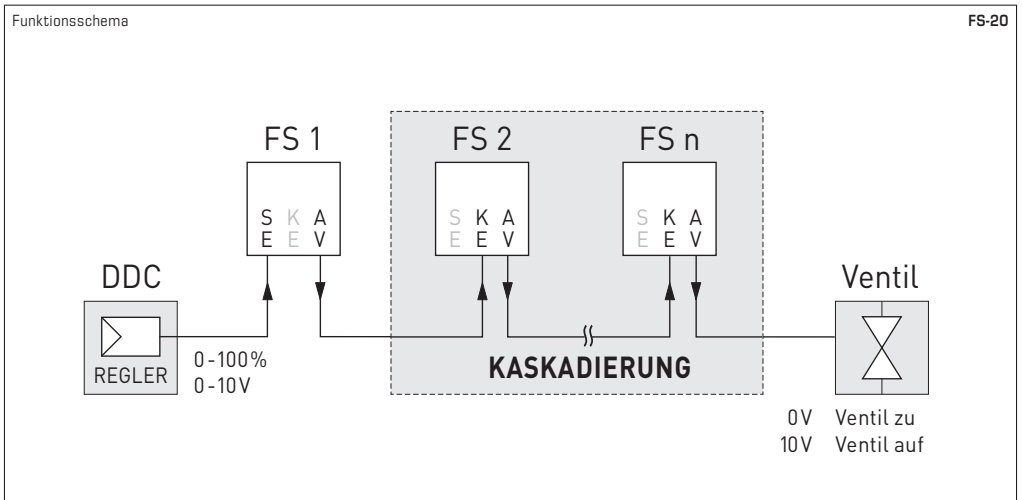 Funktionsschema FS-20
FS 1 FS 2 FS n
S K A S K A S K A
E E V E E V E E V
DDC Ventil
REGLER
0-100%
0-10V
KASKADIERUNG
0V Ventil zu
10V Ventil auf